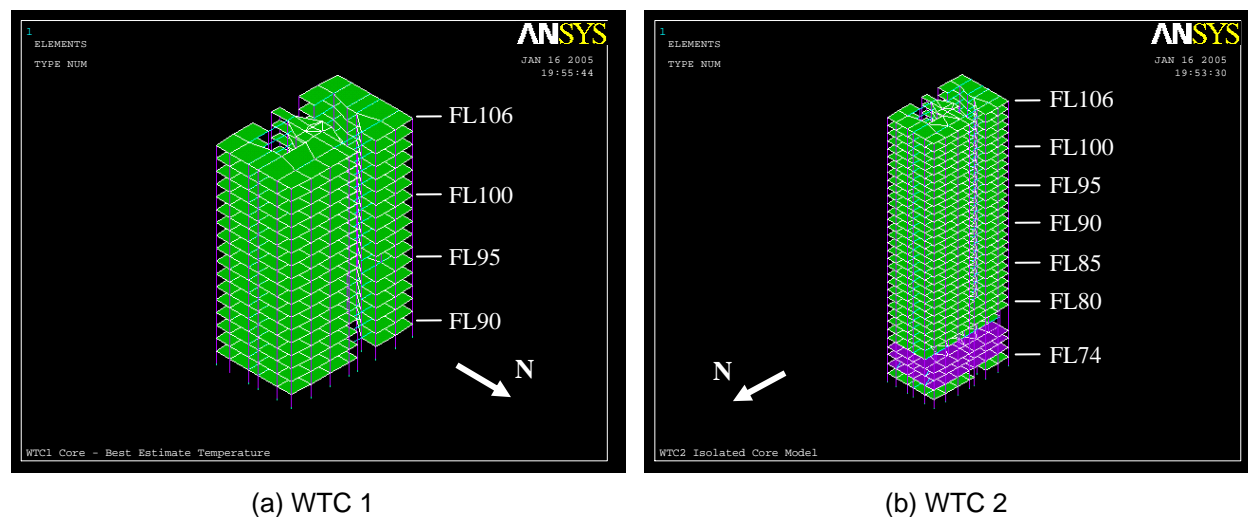 1
ELEMENTS
TYPE NUM
ANSYS
JAN 16 2005
19:55:44
FL106
FL100
FL95
FL90
N
WTC1 Core - Best Estimate Temperature
(a) WTC 1
1
ELEMENTS
TYPE NUM
ANSYS
JAN 16 2005
19:53:30
FL106
FL100
FL95
FL90
FL85
FL80
FL74
N
WTC2 Isolated Core Model
(b) WTC 2